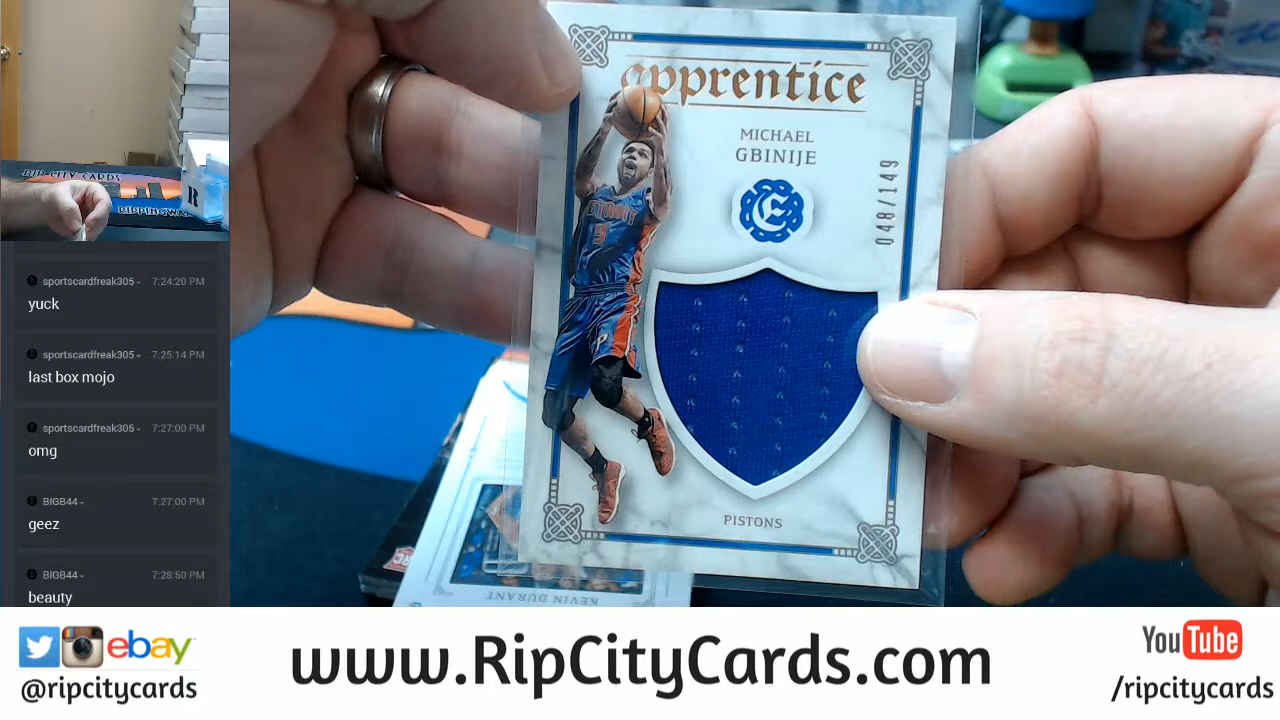 RIP CITY CARDS
R
sportscardfreak305 7:24:20 PM
yuck
sportscardfreak305 7:25:14 PM
last box mojo
sportscardfreak305 7:27:00 PM
omg
BIGB44 7:27:00 PM
geez
BIGB44 7:28:50 PM
beauty
apprentice
MICHAEL
GBINIJE
048/149
DETROIT
9
P
PISTONS
KEVIN DURANT
ebay
@ripcitycards
www.RipCityCards.com
YouTube
/ripcitycards